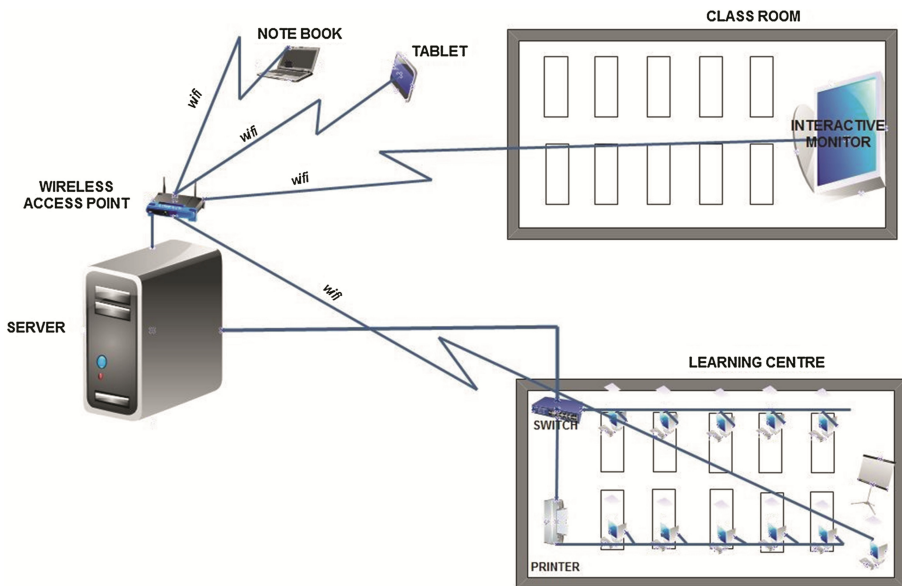 CLASS ROOM
NOTE BOOK
TABLET
wifi
wifi
INTERACTIVE
MONITOR
wifi
WIRELESS
ACCESS POINT
wifi
SERVER
LEARNING CENTRE
SWITCH
PRINTER